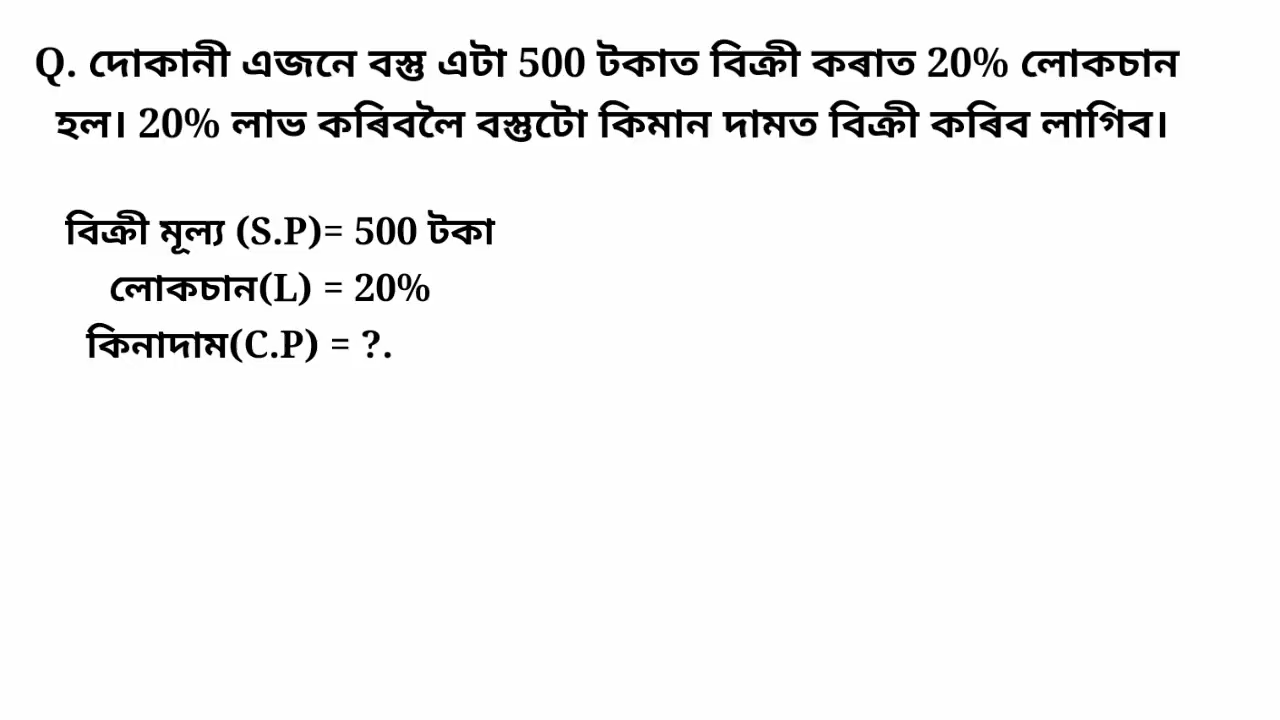 Q. দোকানী এজনে বস্তু এটা 500 টকাত বিক্ৰী কৰাত 20% লোকচান
হল। 20% লাভ কৰিবলৈ বস্তুটো কিমান দামত বিক্ৰী কৰিব লাগিব।
বিক্ৰী মূল্য (S.P)= 500 টকা
লোকচান(L) = 20%
কিনাদাম(C.P) = ?.